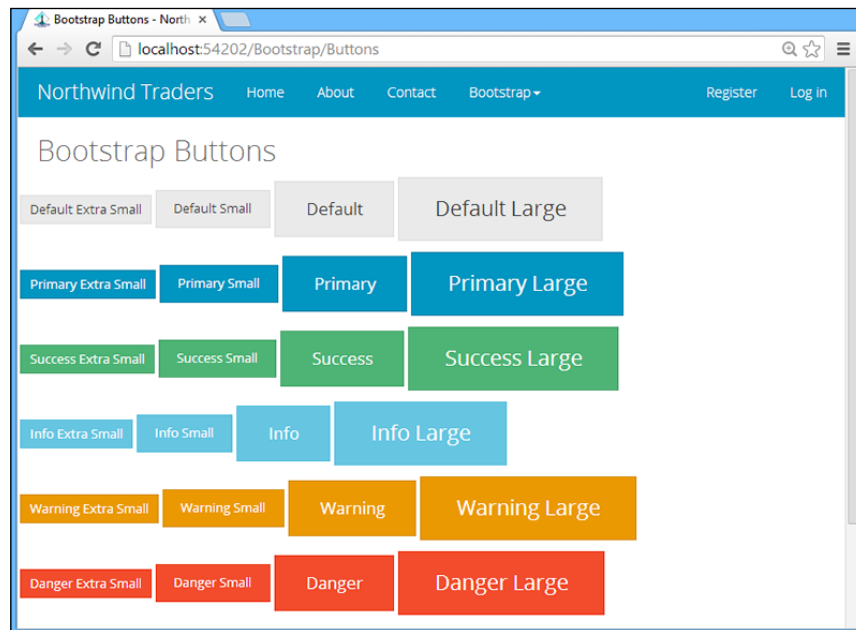 Bootstrap Buttons - North ×
localhost:54202/Bootstrap/Buttons
Northwind Traders Home About Contact Bootstrap Register Log in
Bootstrap Buttons
Default Extra Small Default Small Default Default Large
Primary Extra Small Primary Small Primary Primary Large
Success Extra Small Success Small Success Success Large
Info Extra Small Info Small Info Info Large
Warning Extra Small Warning Small Warning Warning Large
Danger Extra Small Danger Small Danger Danger Large